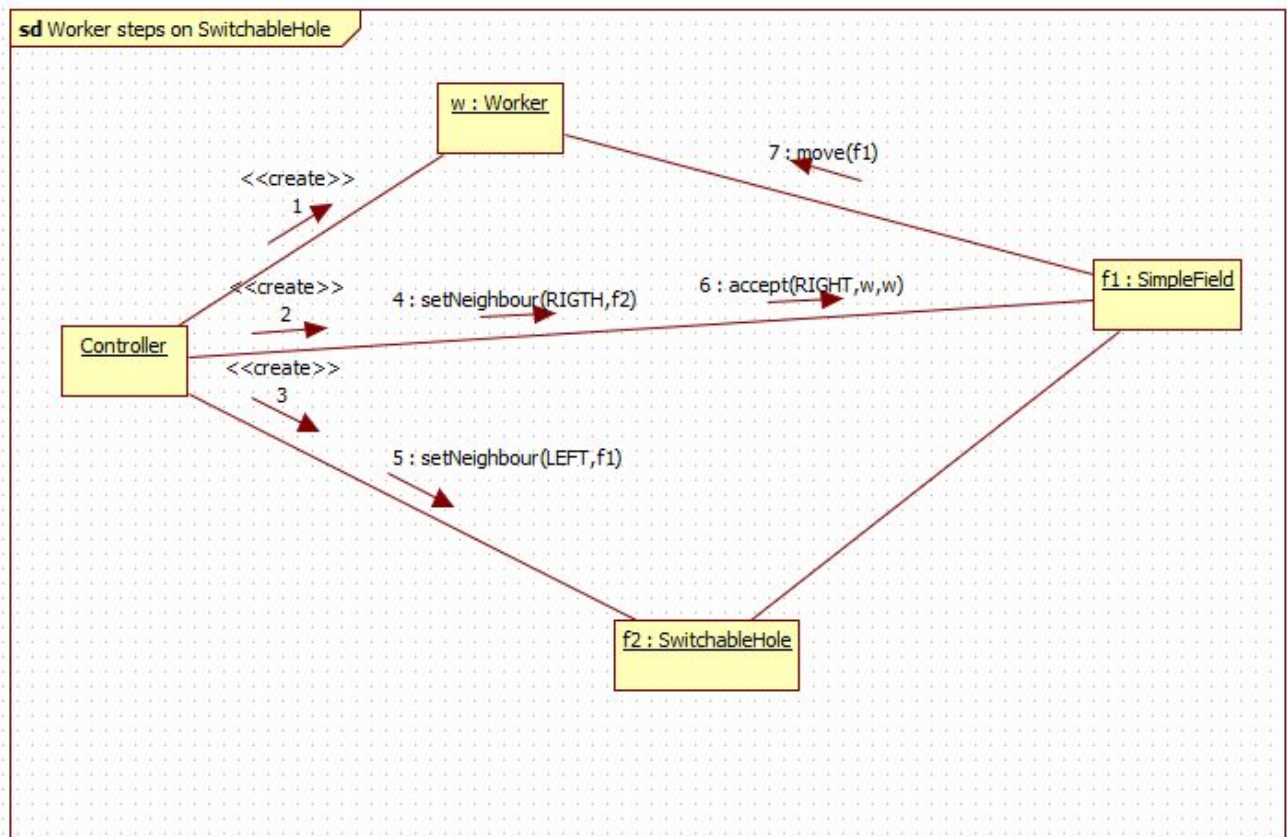 sd Worker steps on SwitchableHole
w : Worker
7 : move(f1)
<<create>>
1
f1 : SimpleField
<<create>>
2
4 : setNeighbour(RIGTH,f2)
6 : accept(RIGHT,w,w)
Controller
<<create>>
3
5 : setNeighbour(LEFT,f1)
f2 : SwitchableHole